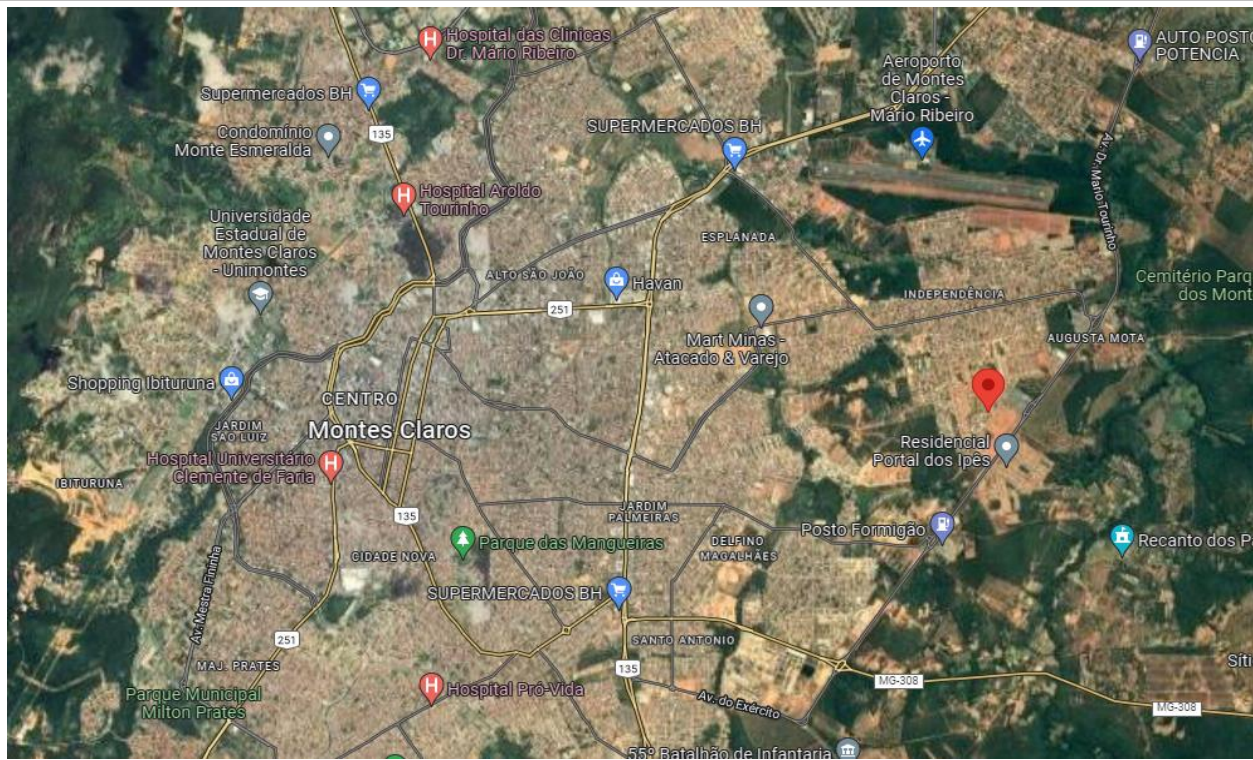 Hospital das Clínicas
Dr. Mário Ribeiro
AUTO POSTO
POTENCIA
Aeroporto
de Montes
Claros -
Mário Ribeiro
Supermercados BH
135
SUPERMERCADOS BH
Condomínio
Monte Esmeralda
Av. Dr. Mario Tourinho
Hospital Aroldo
Tourinho
Universidade
Estadual de
Montes Claros
- Unimontes
ESPLANADA
ALTO SÃO JOÃO
Havan
Cemitério Parq
dos Mont
INDEPENDÊNCIA
251
Mart Minas -
Atacado & Varejo
AUGUSTA MOTA
Shopping Ibituruna
CENTRO
Montes Claros
JARDIM
SÃO LUIZ
Residencial
Portal dos Ipês
Hospital Universitário
Clemente de Faria
IBITURUNA
135
JARDIM
PALMEIRAS
Posto Formigão
Parque das Mangueiras
DELFINO
MAGALHÃES
Recanto dos Pa
CIDADE NOVA
SUPERMERCADOS BH
Av. Mestra Fininha
251
SANTO ANTONIO
MAJ. PRATES
135
Síti
MG-308
Parque Municipal
Milton Prates
Hospital Pró-Vida
Av. do Exército
MG-308
55º Batalhão de Infantaria